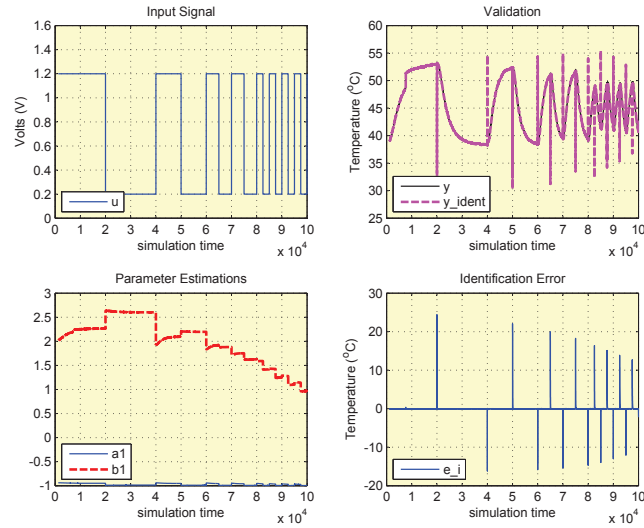 Input Signal
1.6
1.4
1.2
1
0.8
0.6
0.4
0.2
0
Volts (V)
u
0 1 2 3 4 5 6 7 8 9 10
simulation time
x 10^4
Validation
60
55
50
45
40
35
30
25
Temperature (°C)
y
y_ident
0 1 2 3 4 5 6 7 8 9 10
simulation time
x 10^4
Parameter Estimations
3
2.5
2
1.5
1
0.5
0
-0.5
-1
a1
b1
0 1 2 3 4 5 6 7 8 9 10
simulation time
x 10^4
Identification Error
30
20
10
0
-10
-20
Temperature (°C)
e_i
0 1 2 3 4 5 6 7 8 9 10
simulation time
x 10^4